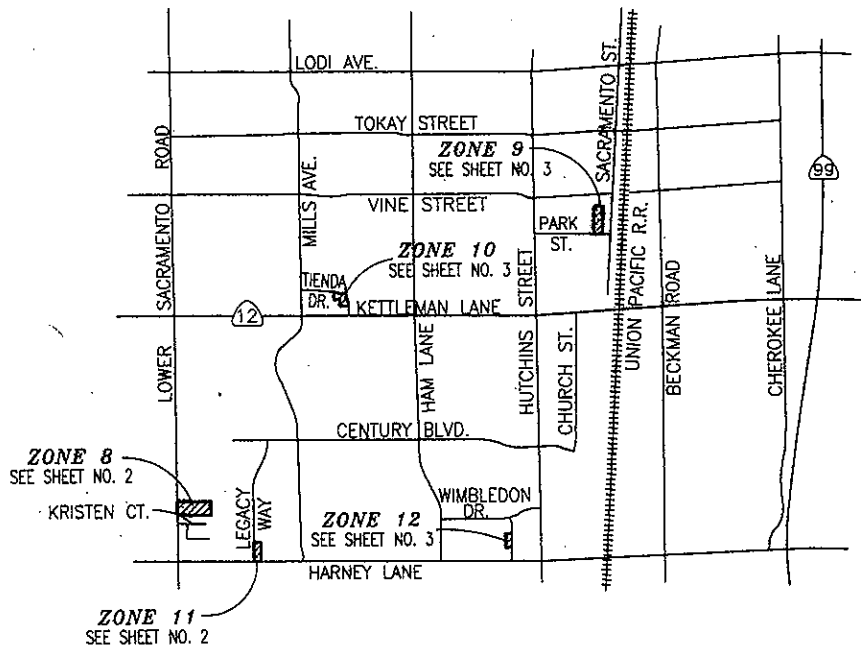 LODI AVE.
SACRAMENTO ST.
TOKAY STREET
ROAD
MILLS AVE.
ZONE 9
SEE SHEET NO. 3
99
VINE STREET
PARK
ST.
SACRAMENTO
ZONE 10
SEE SHEET NO. 3
TIENDA
DR.
KETTLEMAN LANE
12
HUTCHINS STREET
UNION PACIFIC R.R.
BECKMAN ROAD
CHEROKEE LANE
LOWER
HAM LANE
CHURCH ST.
CENTURY BLVD.
ZONE 8
SEE SHEET NO. 2
KRISTEN CT.
LEGACY
WAY
WIMBLEDON
DR.
ZONE 12
SEE SHEET NO. 3
HARNEY LANE
ZONE 11
SEE SHEET NO. 2